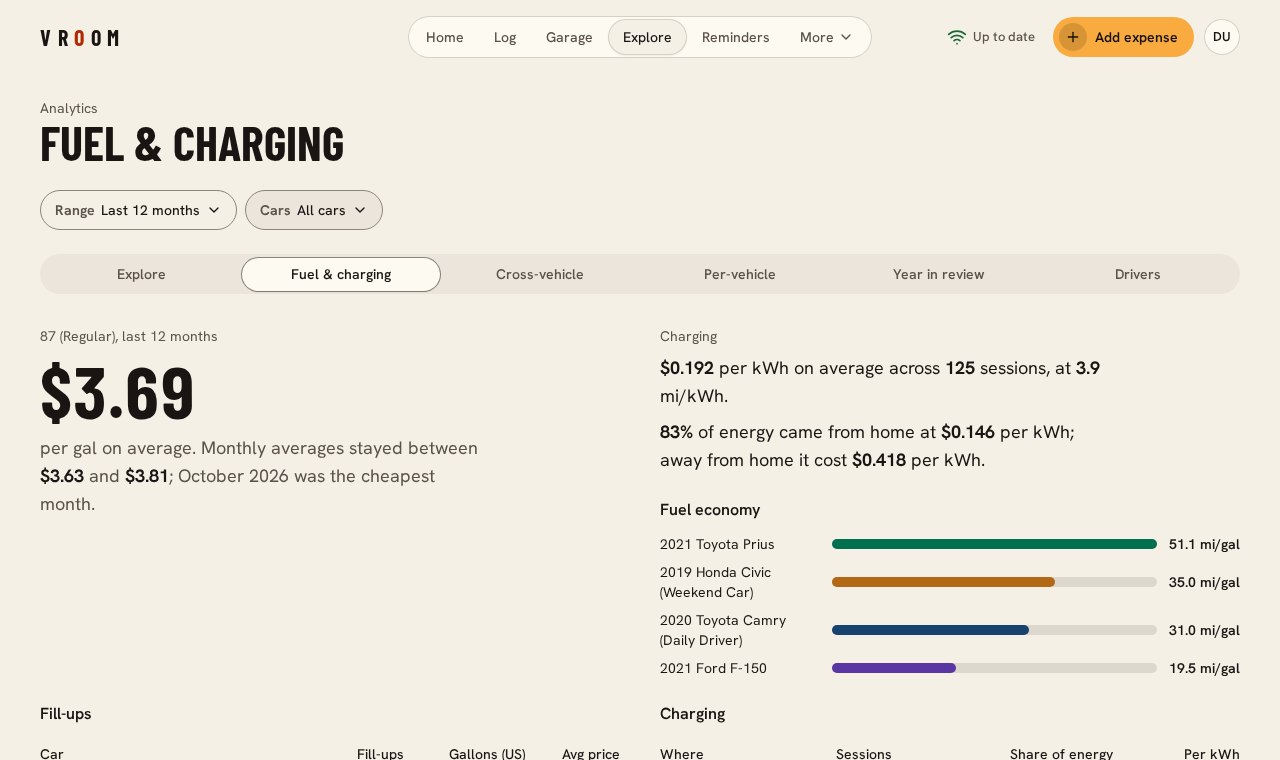 VROOM
Home Log Garage Explore Reminders More
Up to date
Add expense
DU
Analytics
FUEL & CHARGING
Range Last 12 months
Cars All cars
Explore Fuel & charging Cross-vehicle Per-vehicle Year in review Drivers
87 (Regular), last 12 months
$3.69
per gal on average. Monthly averages stayed between
$3.63 and $3.81; October 2026 was the cheapest
month.
Charging
$0.192 per kWh on average across 125 sessions, at 3.9
mi/kWh.
83% of energy came from home at $0.146 per kWh;
away from home it cost $0.418 per kWh.
Fuel economy
2021 Toyota Prius 51.1 mi/gal
2019 Honda Civic
(Weekend Car) 35.0 mi/gal
2020 Toyota Camry
(Daily Driver) 31.0 mi/gal
2021 Ford F-150 19.5 mi/gal
Fill-ups
Car Fill-ups Gallons (US) Avg price
Charging
Where Sessions Share of energy Per kWh